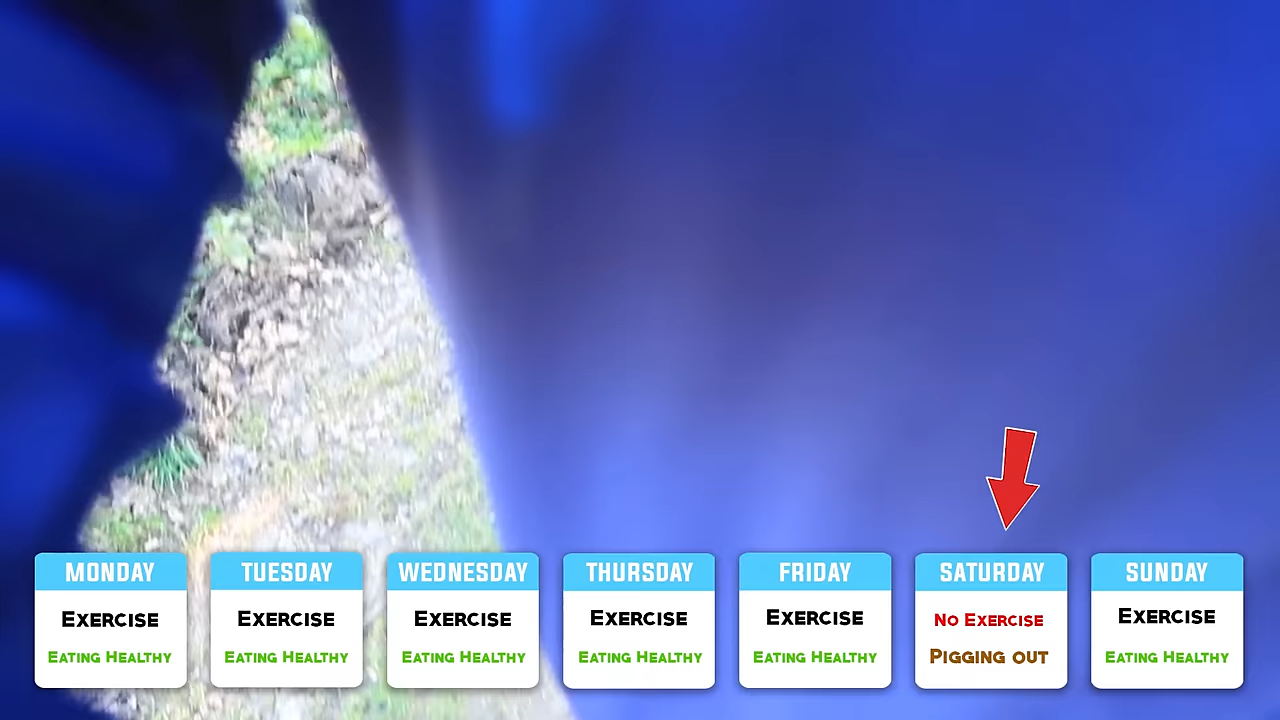 MONDAY
Exercise
Eating Healthy
TUESDAY
Exercise
Eating Healthy
WEDNESDAY
Exercise
Eating Healthy
THURSDAY
Exercise
Eating Healthy
FRIDAY
Exercise
Eating Healthy
SATURDAY
No Exercise
Pigging out
SUNDAY
Exercise
Eating Healthy